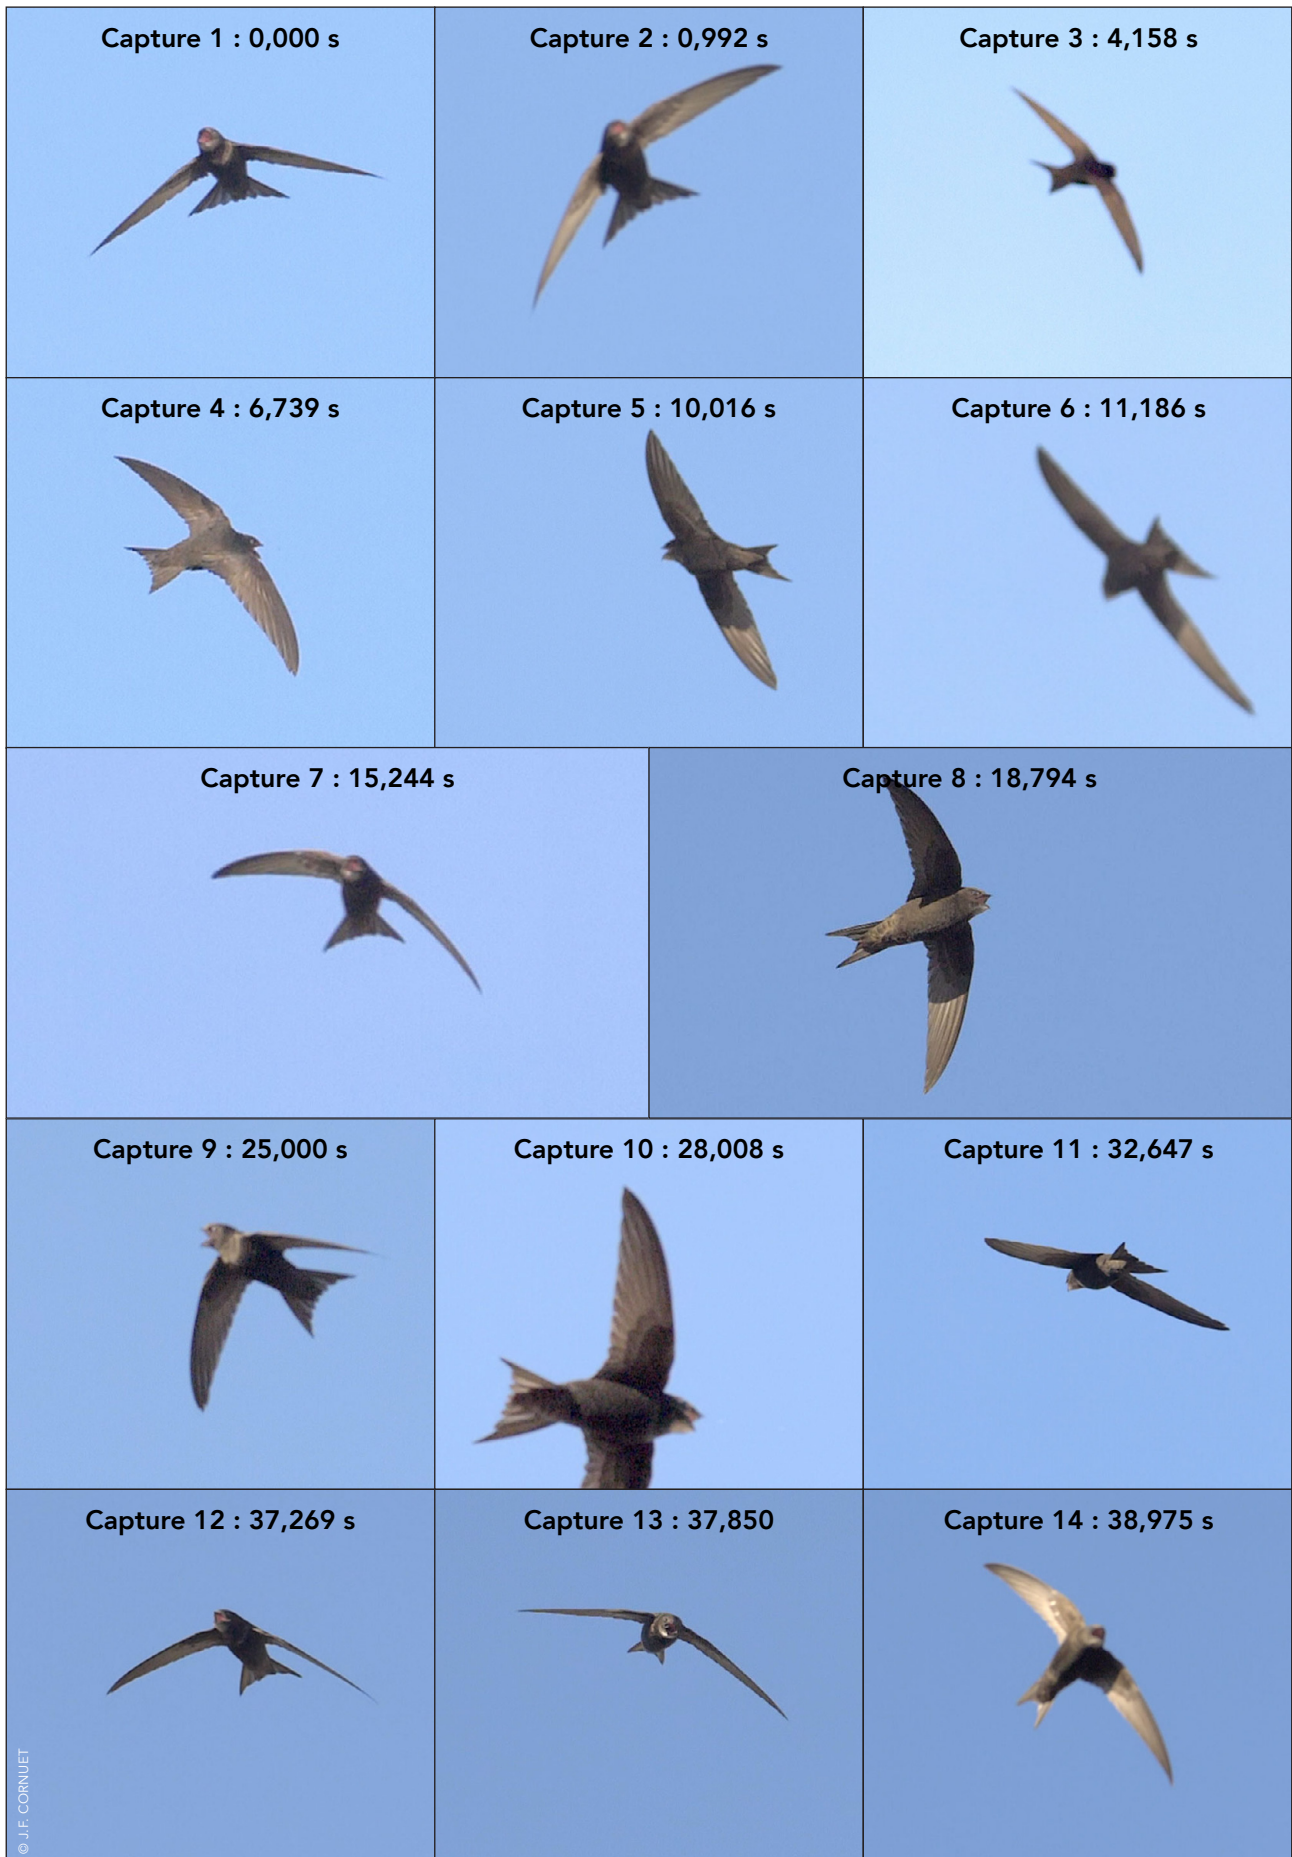 Capture 1 : 0,000 s
Capture 2 : 0,992 s
Capture 3 : 4,158 s
Capture 4 : 6,739 s
Capture 5 : 10,016 s
Capture 6 : 11,186 s
Capture 7 : 15,244 s
Capture 8 : 18,794 s
Capture 9 : 25,000 s
Capture 10 : 28,008 s
Capture 11 : 32,647 s
Capture 12 : 37,269 s
Capture 13 : 37,850
Capture 14 : 38,975 s
© J.F. CORNUET